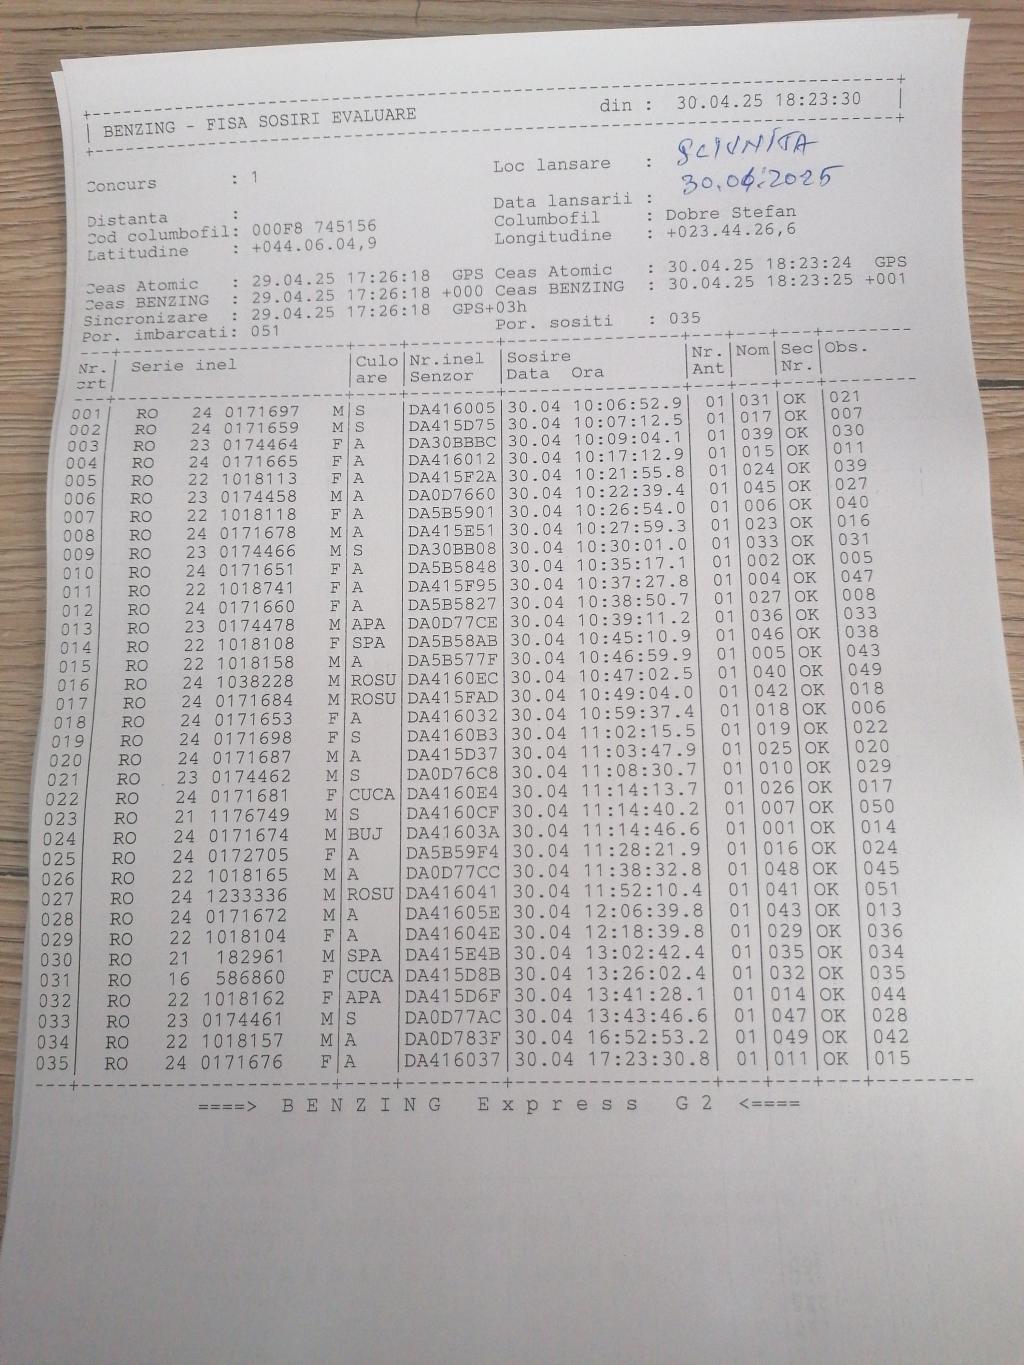 BENZING - FISA SOSIRI EVALUARE din : 30.04.25 18:23:30
Concurs : 1 Loc lansare :
30.04.2025
Distanta : Data lansarii :
Cod columbofil: 000F8 745156 Columbofil : Dobre Stefan
Latitudine : +044.06.04,9 Longitudine : +023.44.26,6
Ceas Atomic : 29.04.25 17:26:18 GPS Ceas Atomic : 30.04.25 18:23:24 GPS
Ceas BENZING : 29.04.25 17:26:18 +000 Ceas BENZING : 30.04.25 18:23:25 +001
Sincronizare : 29.04.25 17:26:18 GPS+03h
Por. imbarcati: 051 Por. sositi : 035
Nr. Serie inel Culo Nr.inel Sosire Nr. Nom Sec Obs.
crt are Senzor Data Ora Ant Nr.
001 RO 24 0171697 M S DA416005 30.04 10:06:52.9 01 031 OK 021
002 RO 24 0171659 M S DA415D75 30.04 10:07:12.5 01 017 OK 007
003 RO 23 0174464 F A DA30BBBC 30.04 10:09:04.1 01 039 OK 030
004 RO 24 0171665 F A DA416012 30.04 10:17:12.9 01 015 OK 011
005 RO 22 1018113 F A DA415F2A 30.04 10:21:55.8 01 024 OK 039
006 RO 23 0174458 M A DA0D7660 30.04 10:22:39.4 01 045 OK 027
007 RO 22 1018118 F A DA5B5901 30.04 10:26:54.0 01 006 OK 040
008 RO 24 0171678 M A DA415E51 30.04 10:27:59.3 01 023 OK 016
009 RO 23 0174466 M S DA30BB08 30.04 10:30:01.0 01 033 OK 031
010 RO 24 0171651 F A DA5B5848 30.04 10:35:17.1 01 002 OK 005
011 RO 22 1018741 F A DA415F95 30.04 10:37:27.8 01 004 OK 047
012 RO 24 0171660 F A DA5B5827 30.04 10:38:50.7 01 027 OK 008
013 RO 23 0174478 M APA DA0D77CE 30.04 10:39:11.2 01 036 OK 033
014 RO 22 1018108 F SPA DA5B58AB 30.04 10:45:10.9 01 046 OK 038
015 RO 22 1018158 M A DA5B577F 30.04 10:46:59.9 01 005 OK 043
016 RO 24 1038228 M ROSU DA4160EC 30.04 10:47:02.5 01 040 OK 049
017 RO 24 0171684 M ROSU DA415FAD 30.04 10:49:04.0 01 042 OK 018
018 RO 24 0171653 F A DA416032 30.04 10:59:37.4 01 018 OK 006
019 RO 24 0171698 F S DA4160B3 30.04 11:02:15.5 01 019 OK 022
020 RO 24 0171687 M A DA415D37 30.04 11:03:47.9 01 025 OK 020
021 RO 23 0174462 M S DA0D76C8 30.04 11:08:30.7 01 010 OK 029
022 RO 24 0171681 F CUCA DA4160E4 30.04 11:14:13.7 01 026 OK 017
023 RO 21 1176749 M S DA4160CF 30.04 11:14:40.2 01 007 OK 050
024 RO 24 0171674 M BUJ DA41603A 30.04 11:14:46.6 01 001 OK 014
025 RO 24 0172705 F A DA5B59F4 30.04 11:28:21.9 01 016 OK 024
026 RO 22 1018165 M A DA0D77CC 30.04 11:38:32.8 01 048 OK 045
027 RO 24 1233336 M ROSU DA416041 30.04 11:52:10.4 01 041 OK 051
028 RO 24 0171672 M A DA41605E 30.04 12:06:39.8 01 043 OK 013
029 RO 22 1018104 F A DA41604E 30.04 12:18:39.8 01 029 OK 036
030 RO 21 182961 M SPA DA415E4B 30.04 13:02:42.4 01 035 OK 034
031 RO 16 586860 F CUCA DA415D8B 30.04 13:26:02.4 01 032 OK 035
032 RO 22 1018162 F APA DA415D6F 30.04 13:41:28.1 01 014 OK 044
033 RO 23 0174461 M S DA0D77AC 30.04 13:43:46.6 01 047 OK 028
034 RO 22 1018157 M A DA0D783F 30.04 16:52:53.2 01 049 OK 042
035 RO 24 0171676 F A DA416037 30.04 17:23:30.8 01 011 OK 015
====> B E N Z I N G E x p r e s s G 2 <====